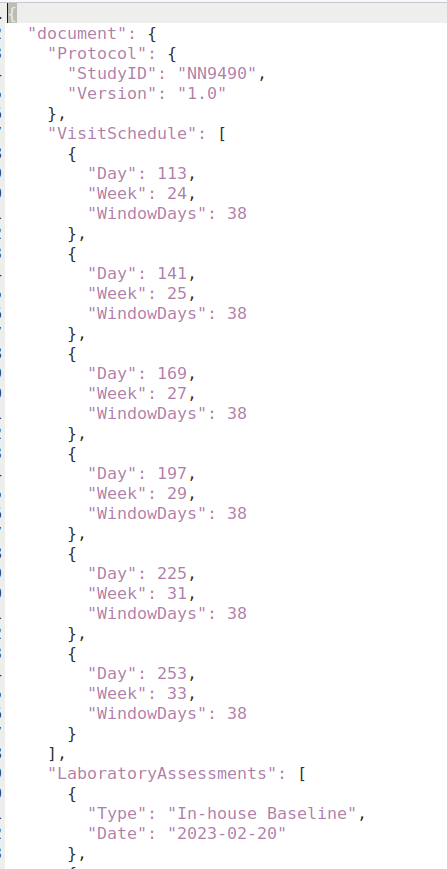 {
  "document": {
    "Protocol": {
      "StudyID": "NN9490",
      "Version": "1.0"
    },
    "VisitSchedule": [
      {
        "Day": 113,
        "Week": 24,
        "WindowDays": 38
      },
      {
        "Day": 141,
        "Week": 25,
        "WindowDays": 38
      },
      {
        "Day": 169,
        "Week": 27,
        "WindowDays": 38
      },
      {
        "Day": 197,
        "Week": 29,
        "WindowDays": 38
      },
      {
        "Day": 225,
        "Week": 31,
        "WindowDays": 38
      },
      {
        "Day": 253,
        "Week": 33,
        "WindowDays": 38
      }
    ],
    "LaboratoryAssessments": [
      {
        "Type": "In-house Baseline",
        "Date": "2023-02-20"
      },